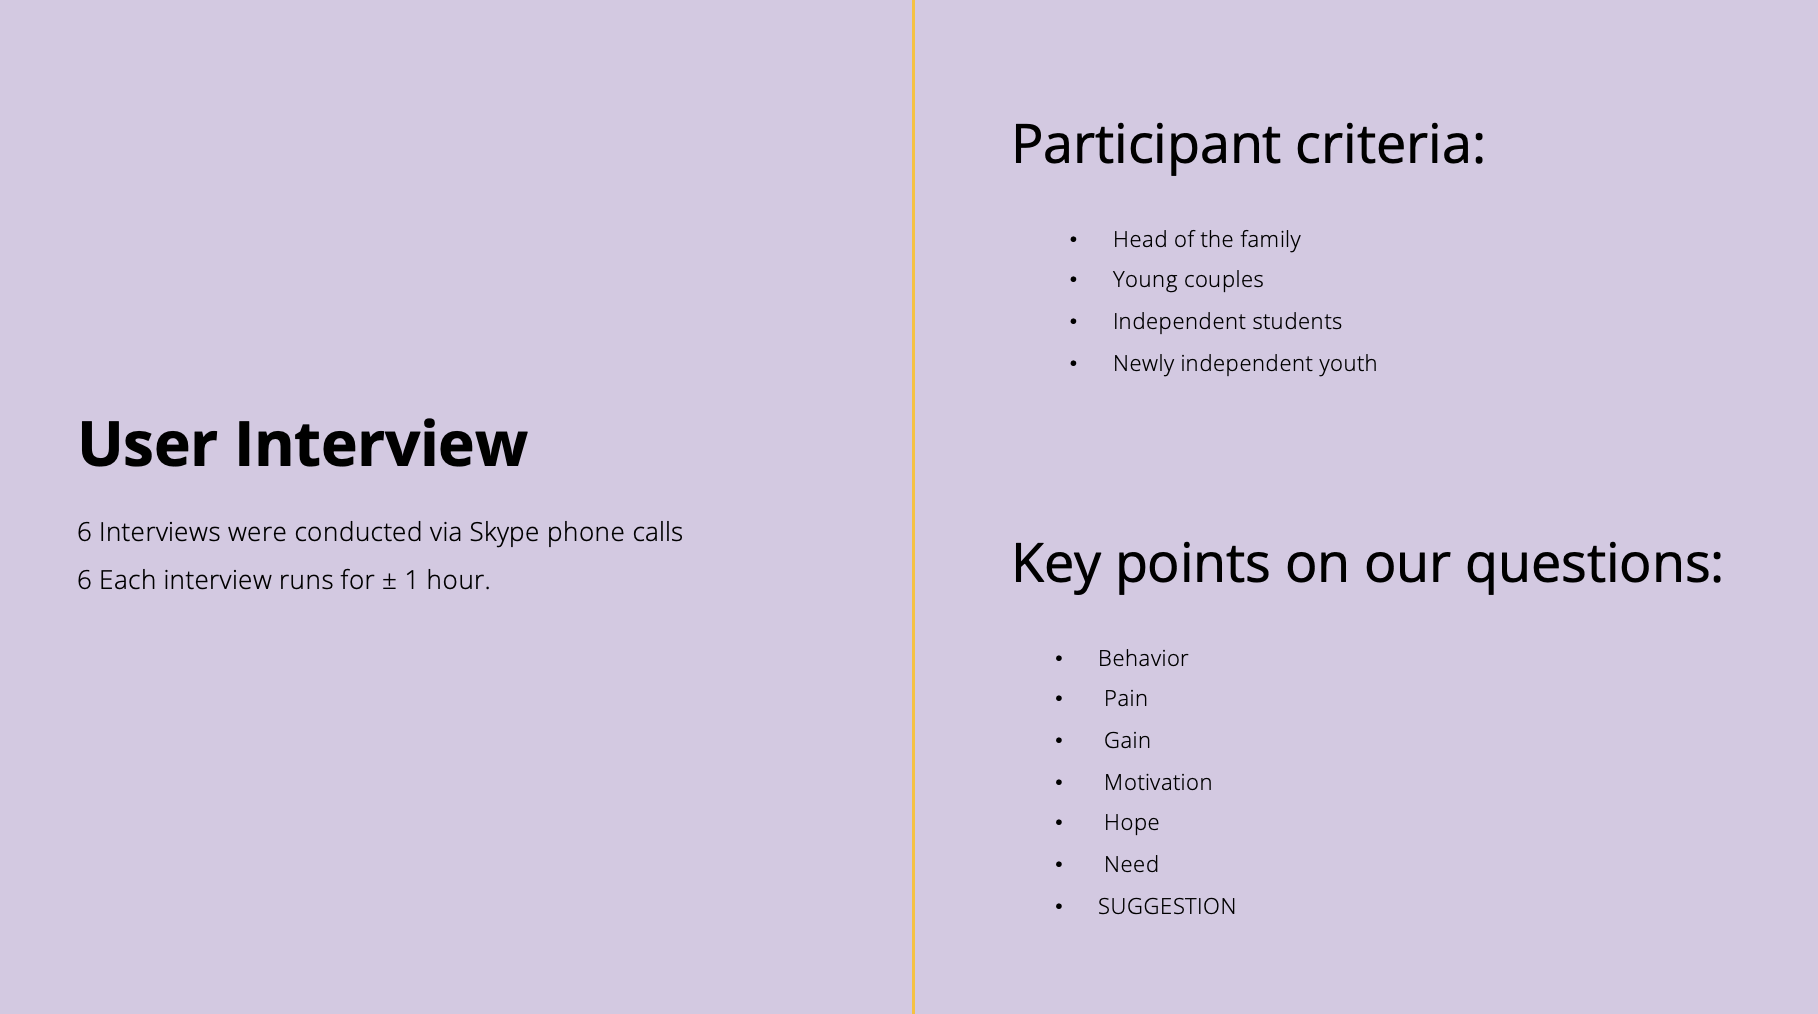 User Interview
6 Interviews were conducted via Skype phone calls
6 Each interview runs for ± 1 hour.
Participant criteria:
• Head of the family
• Young couples
• Independent students
• Newly independent youth
Key points on our questions:
• Behavior
• Pain
• Gain
• Motivation
• Hope
• Need
• SUGGESTION